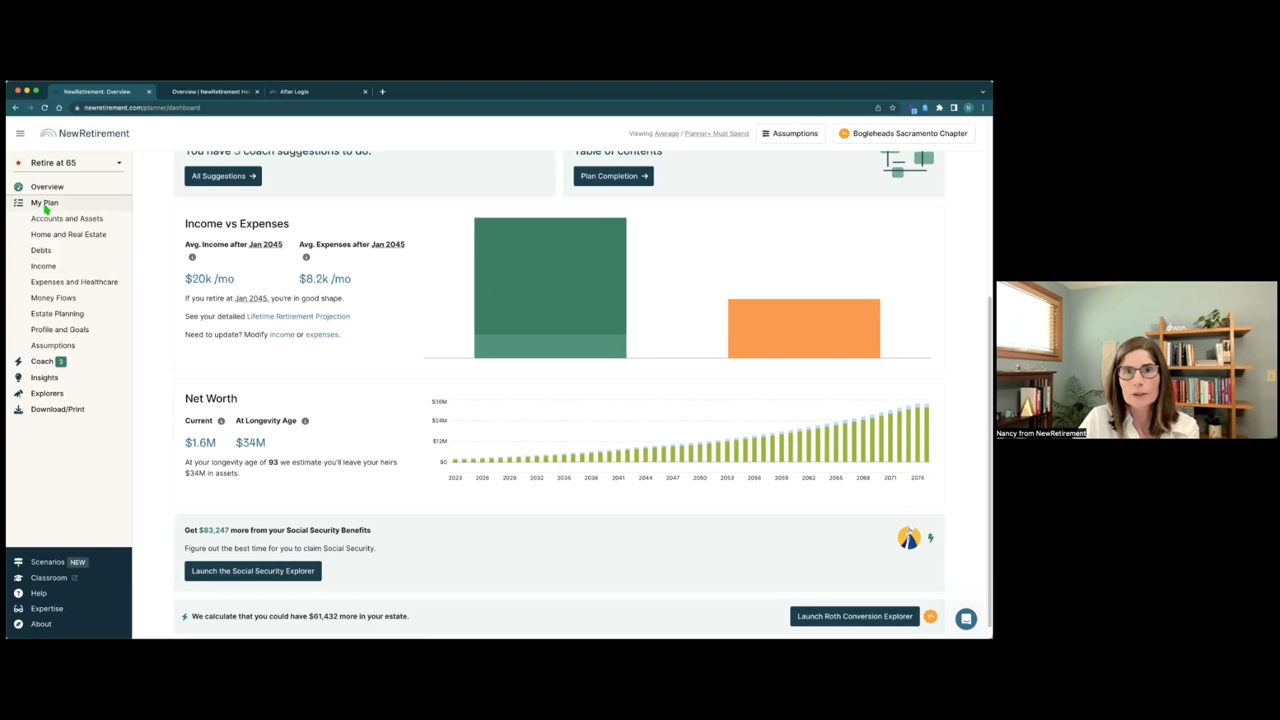 NewRetirement: Overview
Overview | NewRetirement He
After Login
newretirement.com/planner/dashboard
NewRetirement
Viewing Average / Planner+ Must Spend
Assumptions
P+ Bogleheads Sacramento Chapter
Retire at 65
Overview
My Plan
Accounts and Assets
Home and Real Estate
Debts
Income
Expenses and Healthcare
Money Flows
Estate Planning
Profile and Goals
Assumptions
Coach 3
Insights
Explorers
Download/Print
Scenarios NEW
Classroom
Help
Expertise
About
You have 3 coach suggestions to do.
All Suggestions →
Table of contents
Plan Completion →
Income vs Expenses
Avg. Income after Jan 2045
Avg. Expenses after Jan 2045
$20k /mo
$8.2k /mo
If you retire at Jan 2045, you're in good shape.
See your detailed Lifetime Retirement Projection
Need to update? Modify income or expenses.
Net Worth
Current
At Longevity Age
$1.6M
$34M
At your longevity age of 93 we estimate you'll leave your heirs
$34M in assets.
$36M
$24M
$12M
$0
2023 2026 2029 2032 2035 2038 2041 2044 2047 2050 2053 2056 2059 2062 2065 2068 2071 2074
Get $83,247 more from your Social Security Benefits
Figure out the best time for you to claim Social Security.
Launch the Social Security Explorer
We calculate that you could have $61,432 more in your estate.
Launch Roth Conversion Explorer
P+
Nancy from NewRetirement